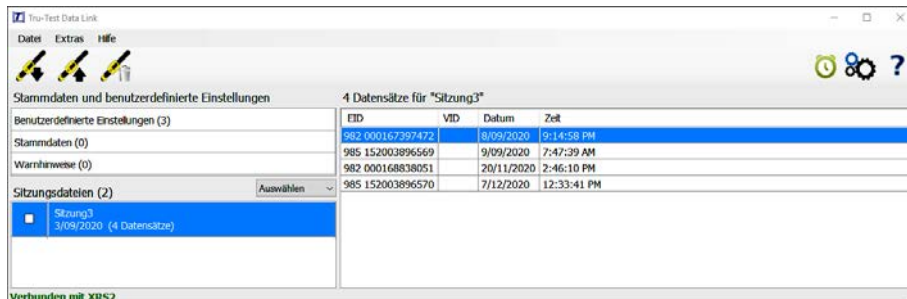 Tru-Test Data Link
Datei Extras Hilfe
?
Stammdaten und benutzerdefinierte Einstellungen
Benutzerdefinierte Einstellungen (3)
Stammdaten (0)
Warnhinweise (0)
Sitzungsdateien (2) Auswählen
Sitzung3
3/09/2020 (4 Datensätze)
4 Datensätze für "Sitzung3"
EID VID Datum Zeit
982 000167397472 8/09/2020 9:14:58 PM
985 152003896569 9/09/2020 7:47:39 AM
982 000168838051 20/11/2020 2:46:10 PM
985 152003896570 7/12/2020 12:33:41 PM
Verbunden mit XRS2